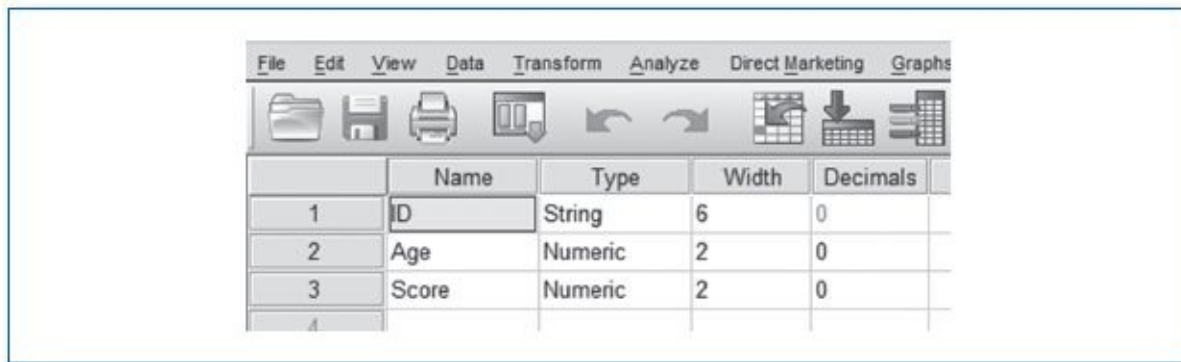 File Edit View Data Transform Analyze Direct Marketing Graphs
Name Type Width Decimals
1 ID String 6 0
2 Age Numeric 2 0
3 Score Numeric 2 0
4